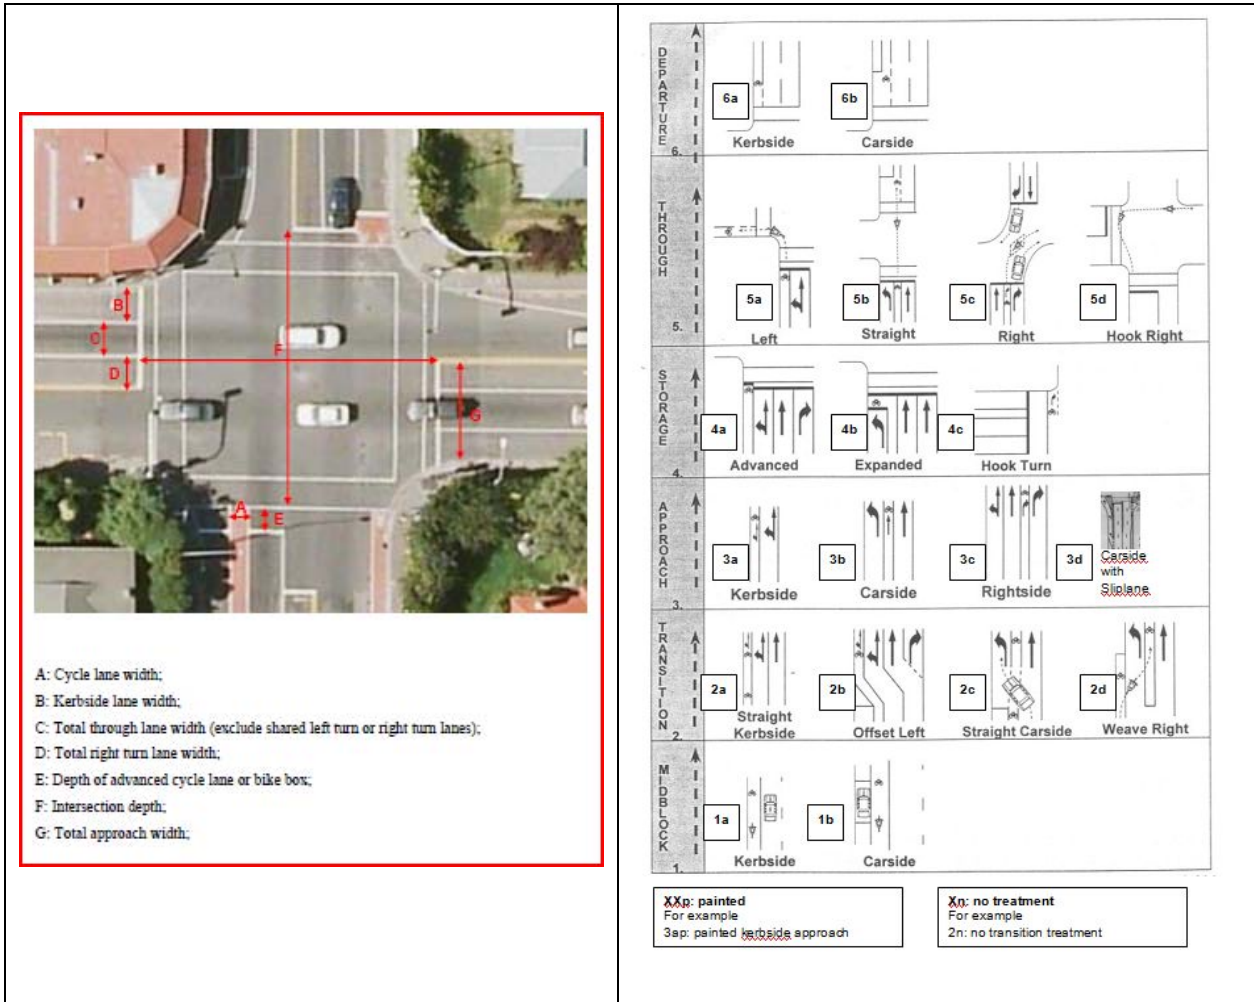 B
C
D
F
G
A
E
A: Cycle lane width;
B: Kerbside lane width;
C: Total through lane width (exclude shared left turn or right turn lanes);
D: Total right turn lane width;
E: Depth of advanced cycle lane or bike box;
F: Intersection depth;
G: Total approach width;
DEPARTURE
6.
6a
6b
Kerbside
Carside
THROUGH
5.
5a
5b
5c
5d
Left
Straight
Right
Hook Right
STORAGE
4.
4a
4b
4c
Advanced
Expanded
Hook Turn
APPROACH
3.
3a
3b
3c
3d
Kerbside
Carside
Rightside
Carside
with
Sliplane
TRANSITION
2.
2a
2b
2c
2d
Straight
Kerbside
Offset Left
Straight Carside
Weave Right
MIDBLOCK
1.
1a
1b
Kerbside
Carside
XXp: painted
For example
3ap: painted kerbside approach
Xn: no treatment
For example
2n: no transition treatment